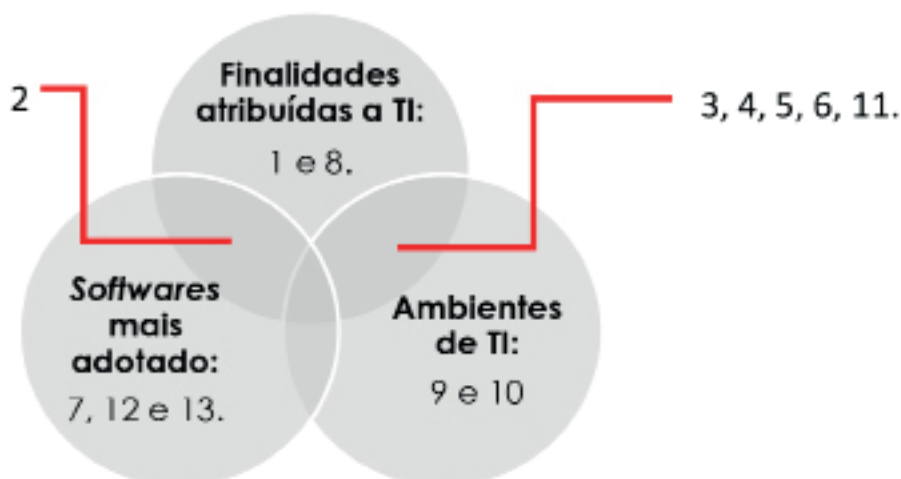 Finalidades
atribuídas a TI:
1 e 8.
2
3, 4, 5, 6, 11.
Softwares
mais
adotado:
7, 12 e 13.
Ambientes
de TI:
9 e 10